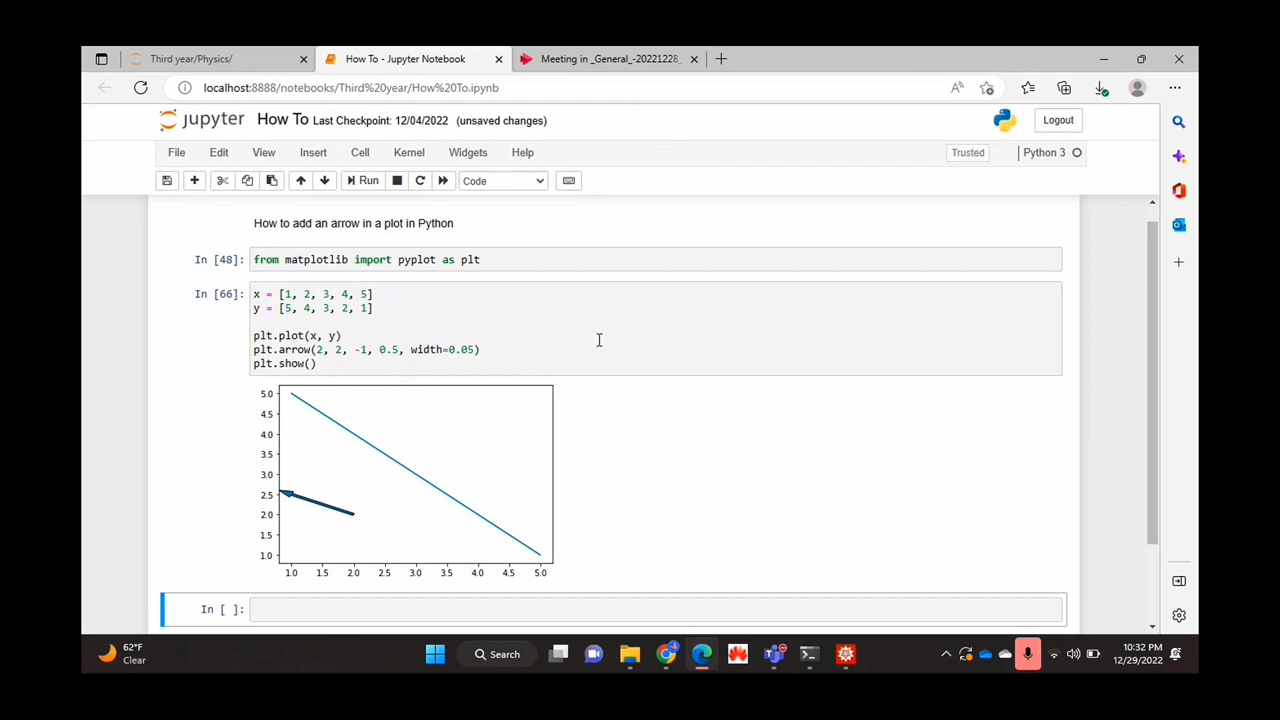 Third year/Physics/
How To - Jupyter Notebook
Meeting in _General_-20221228_
localhost:8888/notebooks/Third%20year/How%20To.ipynb
jupyter How To Last Checkpoint: 12/04/2022 (unsaved changes)
Logout
File Edit View Insert Cell Kernel Widgets Help
Trusted
Python 3
Run
Code
How to add an arrow in a plot in Python
In [48]: from matplotlib import pyplot as plt
In [66]: x = [1, 2, 3, 4, 5]
y = [5, 4, 3, 2, 1]
plt.plot(x, y)
plt.arrow(2, 2, -1, 0.5, width=0.05)
plt.show()
5.0
4.5
4.0
3.5
3.0
2.5
2.0
1.5
1.0
1.0 1.5 2.0 2.5 3.0 3.5 4.0 4.5 5.0
In [ ]:
62°F
Clear
Search
10:32 PM
12/29/2022